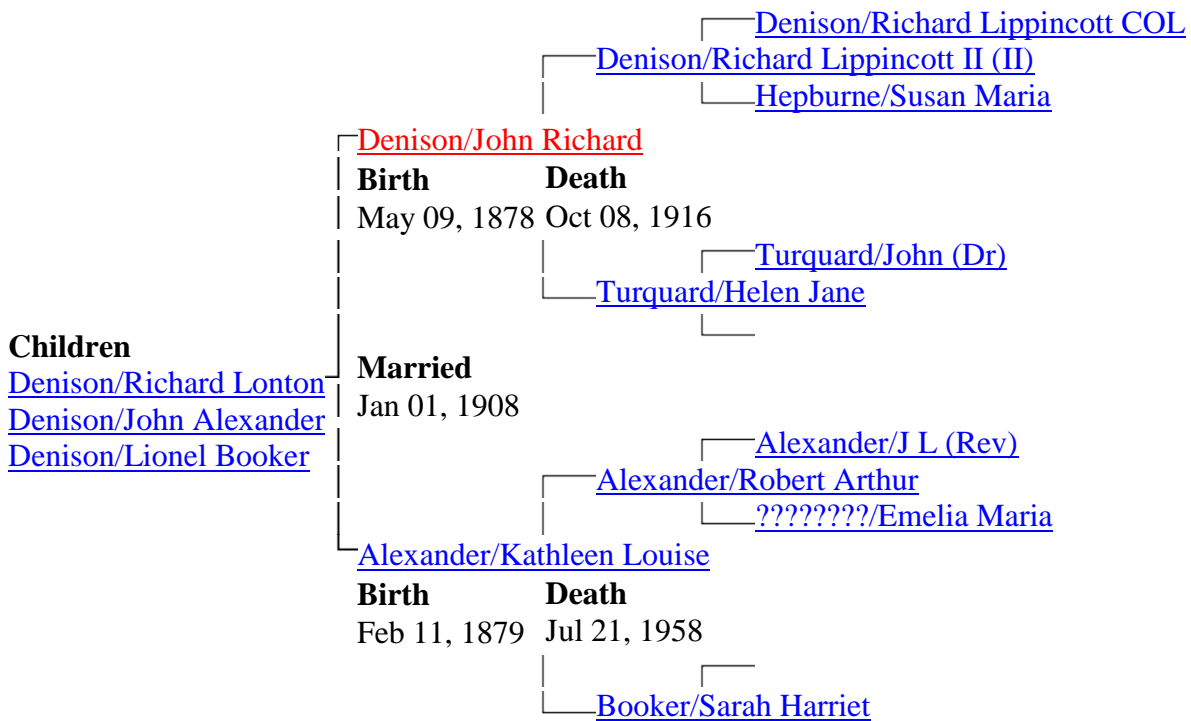 Denison/Richard Lippincott COL
Denison/Richard Lippincott II (II)
Hepburne/Susan Maria
Denison/John Richard
Birth Death
May 09, 1878 Oct 08, 1916
Turquard/John (Dr)
Turquard/Helen Jane
Children
Married
Denison/Richard Lonton
Jan 01, 1908
Denison/John Alexander
Denison/Lionel Booker
Alexander/J L (Rev)
Alexander/Robert Arthur
????????/Emelia Maria
Alexander/Kathleen Louise
Birth Death
Feb 11, 1879 Jul 21, 1958
Booker/Sarah Harriet